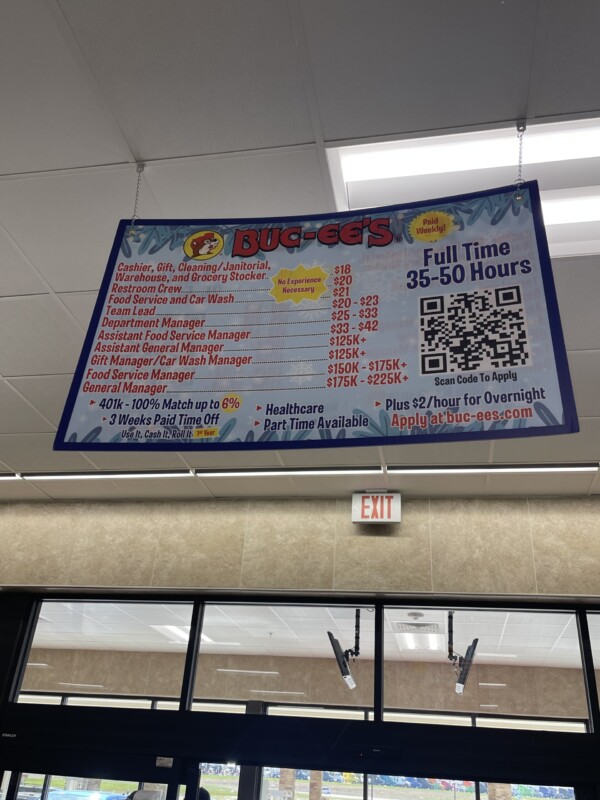 BUC-EE'S
Paid Weekly!
Full Time
35-50 Hours
Cashier, Gift, Cleaning/Janitorial,
Warehouse, and Grocery Stocker $18
Restroom Crew $20
Food Service and Car Wash $21
Team Lead $20 - $23
Department Manager $25 - $33
Assistant Food Service Manager $33 - $42
Assistant General Manager $125K+
Gift Manager/Car Wash Manager $125K+
Food Service Manager $150K - $175K+
General Manager $175K - $225K+
No Experience
Necessary
Scan Code To Apply
401k - 100% Match up to 6%
3 Weeks Paid Time Off
Use It, Cash It, Roll It 1st Year
Healthcare
Part Time Available
Plus $2/hour for Overnight
Apply at buc-ees.com
EXIT
STANLEY